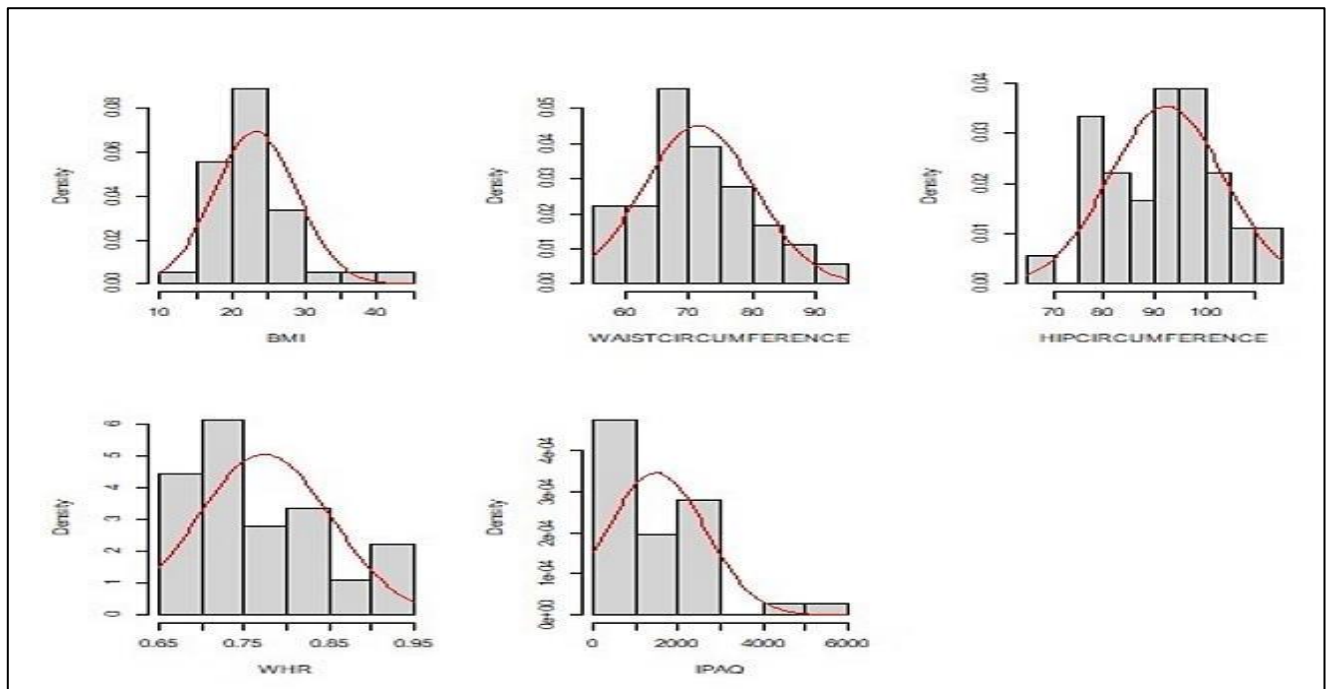 Density
0.00 0.02 0.04 0.06 0.08
10 20 30 40
BMI
Density
0.00 0.01 0.02 0.03 0.04 0.05
60 70 80 90
WAISTCIRCUMFERENCE
Density
0.00 0.01 0.02 0.03 0.04
70 80 90 100
HIPCIRCUMFERENCE
Density
0 1 2 3 4 5 6
0.65 0.75 0.85 0.95
WHR
Density
0e+00 1e-04 2e-04 3e-04 4e-04
0 2000 4000 6000
IPAQ